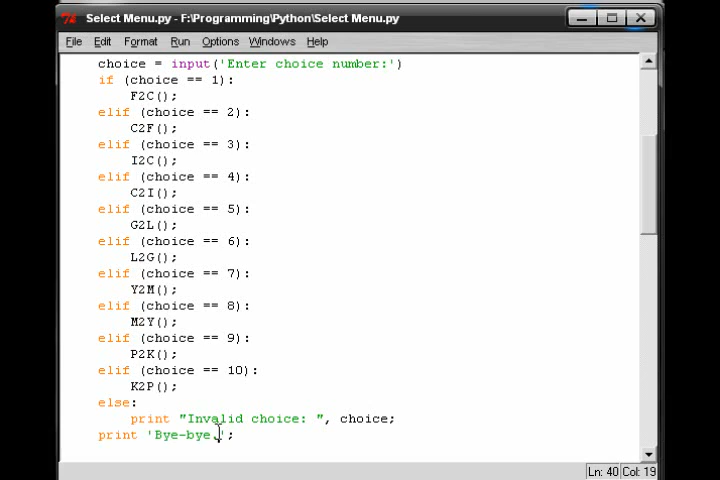 Select Menu.py - F:\Programming\Python\Select Menu.py
File Edit Format Run Options Windows Help
choice = input('Enter choice number:')
if (choice == 1):
F2C();
elif (choice == 2):
C2F();
elif (choice == 3):
I2C();
elif (choice == 4):
C2I();
elif (choice == 5):
G2L();
elif (choice == 6):
L2G();
elif (choice == 7):
Y2M();
elif (choice == 8):
M2Y();
elif (choice == 9):
P2K();
elif (choice == 10):
K2P();
else:
print "Invalid choice: ", choice;
print 'Bye-bye.';
Ln: 40 Col: 19